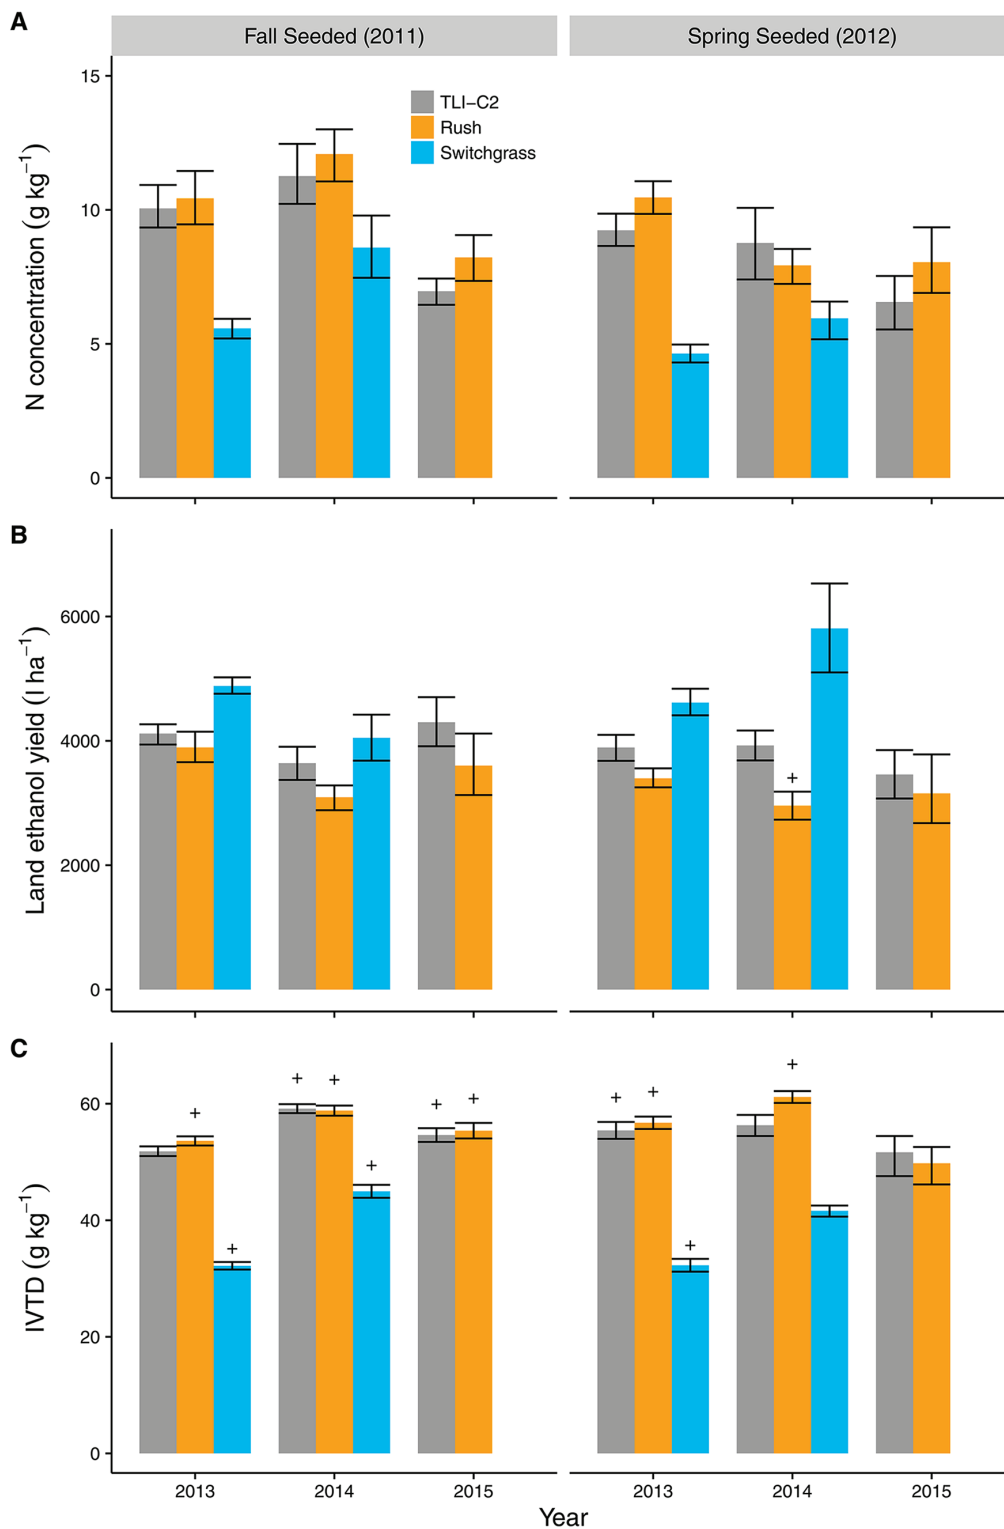 A
Fall Seeded (2011)
Spring Seeded (2012)
N concentration (g kg⁻¹)
15
10
5
0
TLI−C2
Rush
Switchgrass
B
Land ethanol yield (l ha⁻¹)
6000
4000
2000
0
+
C
IVTD (g kg⁻¹)
60
40
20
0
+ + + + + + + + + + +
2013 2014 2015 2013 2014 2015
Year